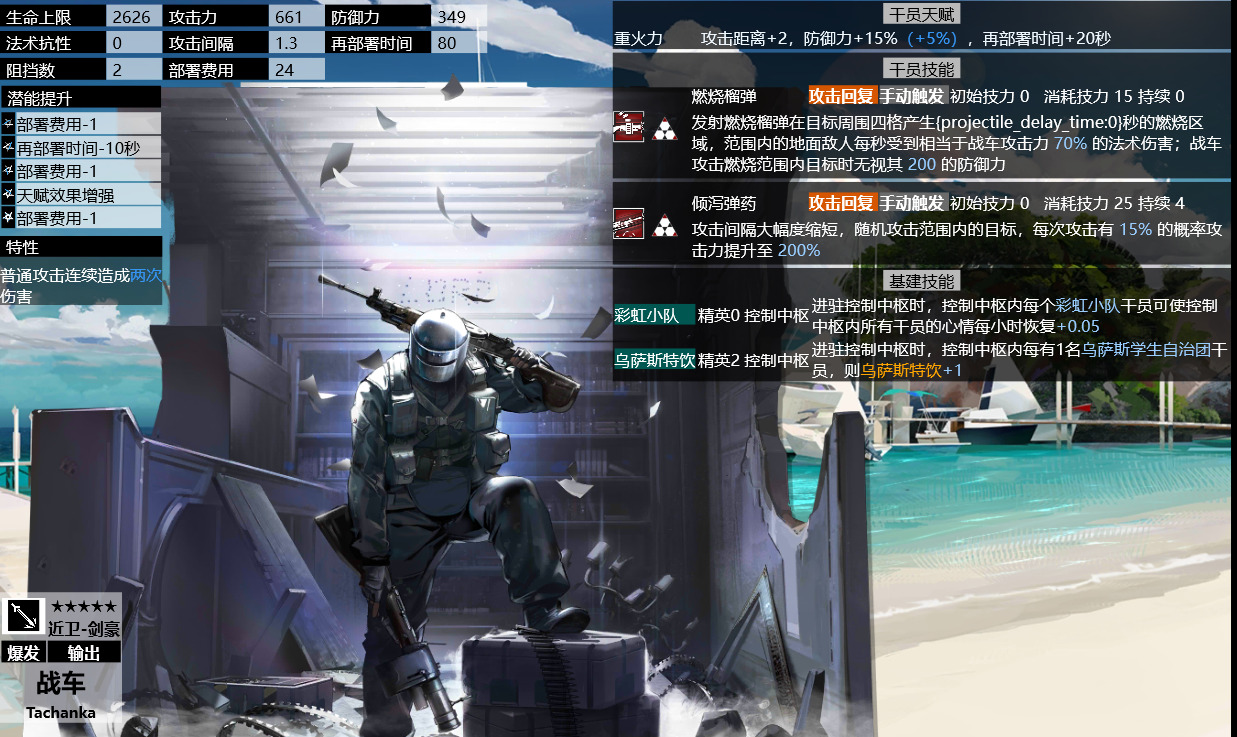 生命上限 2626 攻击力 661 防御力 349
法术抗性 0 攻击间隔 1.3 再部署时间 80
阻挡数 2 部署费用 24
潜能提升
部署费用-1
再部署时间-10秒
部署费用-1
天赋效果增强
部署费用-1
特性
普通攻击连续造成两次
伤害
干员天赋
重火力 攻击距离+2，防御力+15%（+5%），再部署时间+20秒
干员技能
燃烧榴弹 攻击回复 手动触发 初始技力 0 消耗技力 15 持续 0
发射燃烧榴弹在目标周围四格产生{projectile_delay_time:0}秒的燃烧区
域，范围内的地面敌人每秒受到相当于战车攻击力 70% 的法术伤害；战车
攻击燃烧范围内目标时无视其 200 的防御力
倾泻弹药 攻击回复 手动触发 初始技力 0 消耗技力 25 持续 4
攻击间隔大幅度缩短，随机攻击范围内的目标，每次攻击有 15% 的概率攻
击力提升至 200%
基建技能
彩虹小队 精英0 控制中枢 进驻控制中枢时，控制中枢内每个彩虹小队干员可使控制
中枢内所有干员的心情每小时恢复+0.05
乌萨斯特饮 精英2 控制中枢 进驻控制中枢时，控制中枢内每有1名乌萨斯学生自治团干
员，则乌萨斯特饮+1
★★★★★
近卫-剑豪
爆发 输出
战车
Tachanka